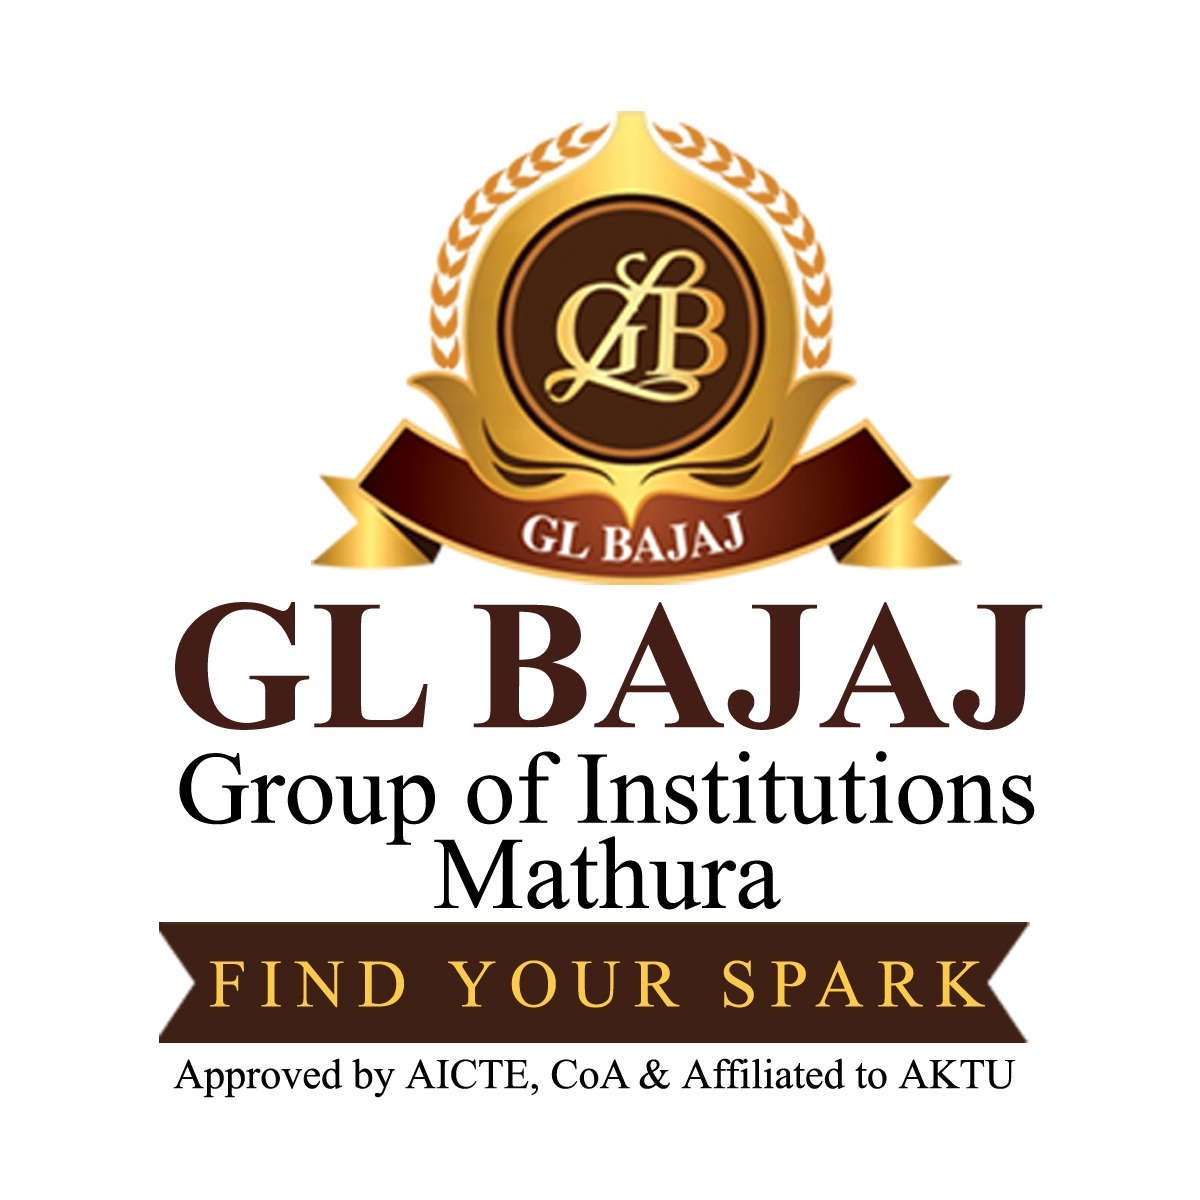 GLB
GL BAJAJ
GL BAJAJ
Group of Institutions
Mathura
FIND YOUR SPARK
Approved by AICTE, CoA & Affiliated to AKTU